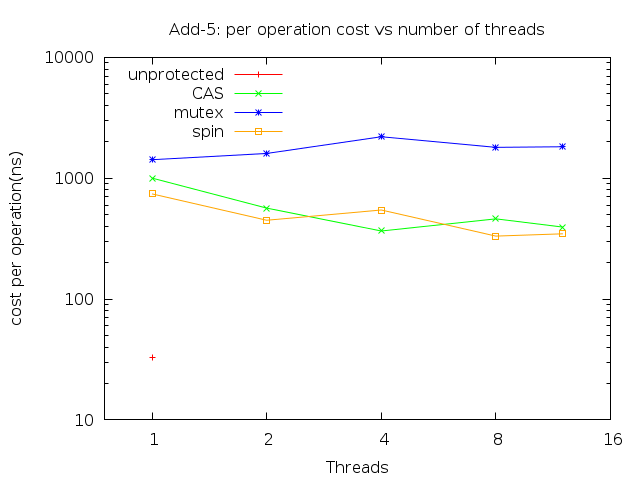 Add-5: per operation cost vs number of threads
10000
1000
100
10
cost per operation(ns)
unprotected
CAS
mutex
spin
1 2 4 8 16
Threads